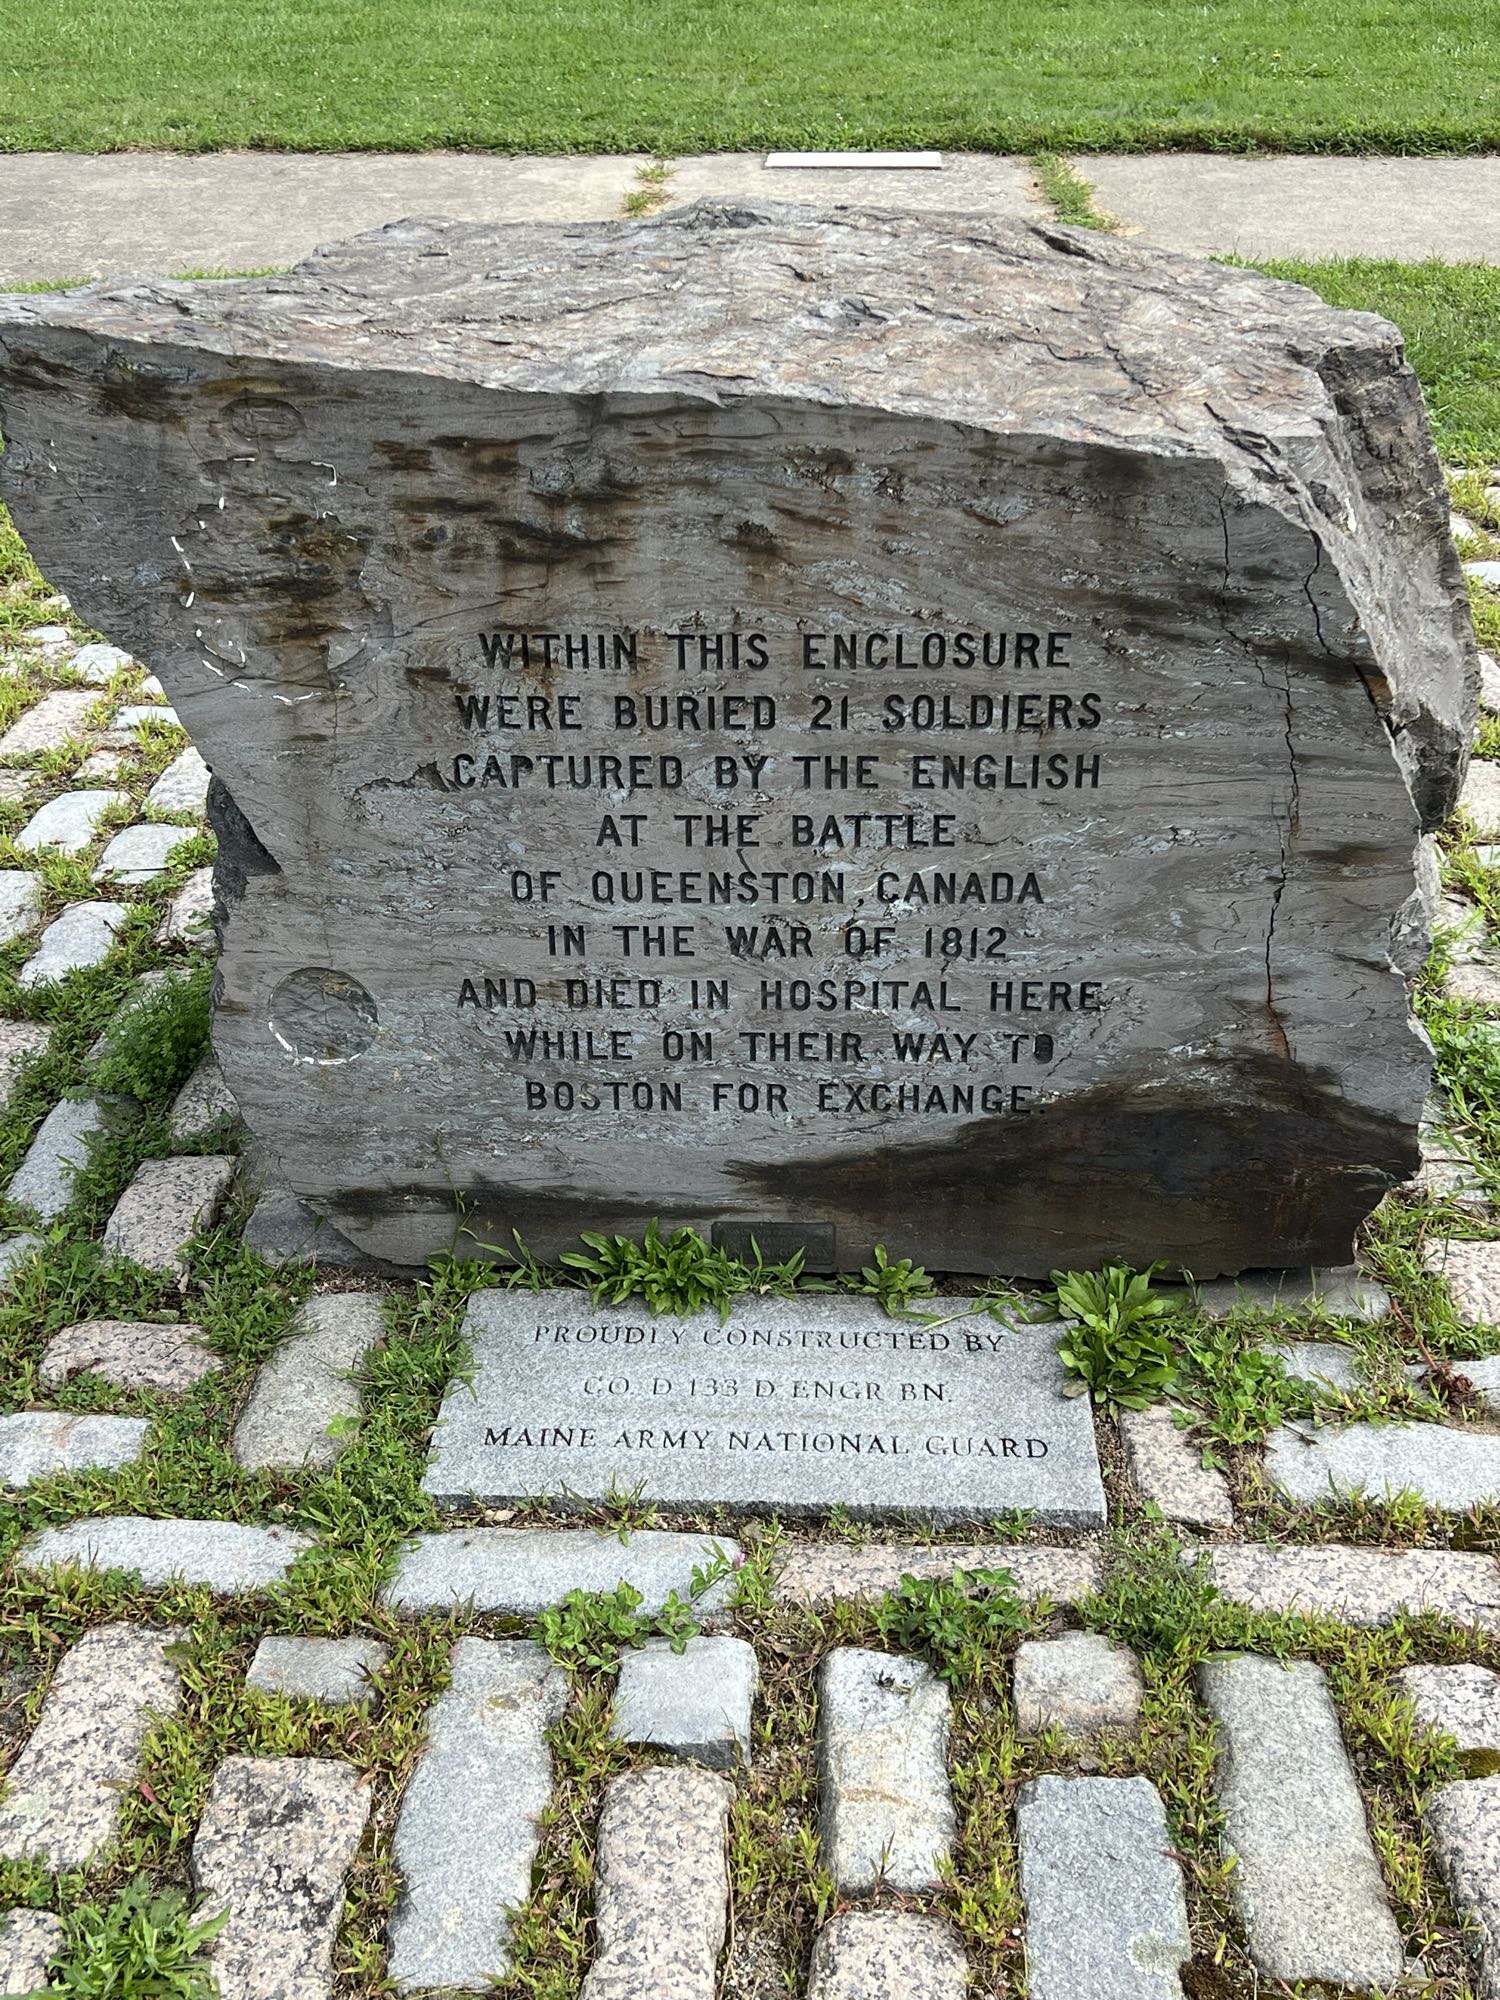 WITHIN THIS ENCLOSURE
WERE BURIED 21 SOLDIERS
CAPTURED BY THE ENGLISH
AT THE BATTLE
OF QUEENSTON, CANADA
IN THE WAR OF 1812
AND DIED IN HOSPITAL HERE
WHILE ON THEIR WAY TO
BOSTON FOR EXCHANGE.
PROUDLY CONSTRUCTED BY
CO. D 133 D ENGR BN.
MAINE ARMY NATIONAL GUARD